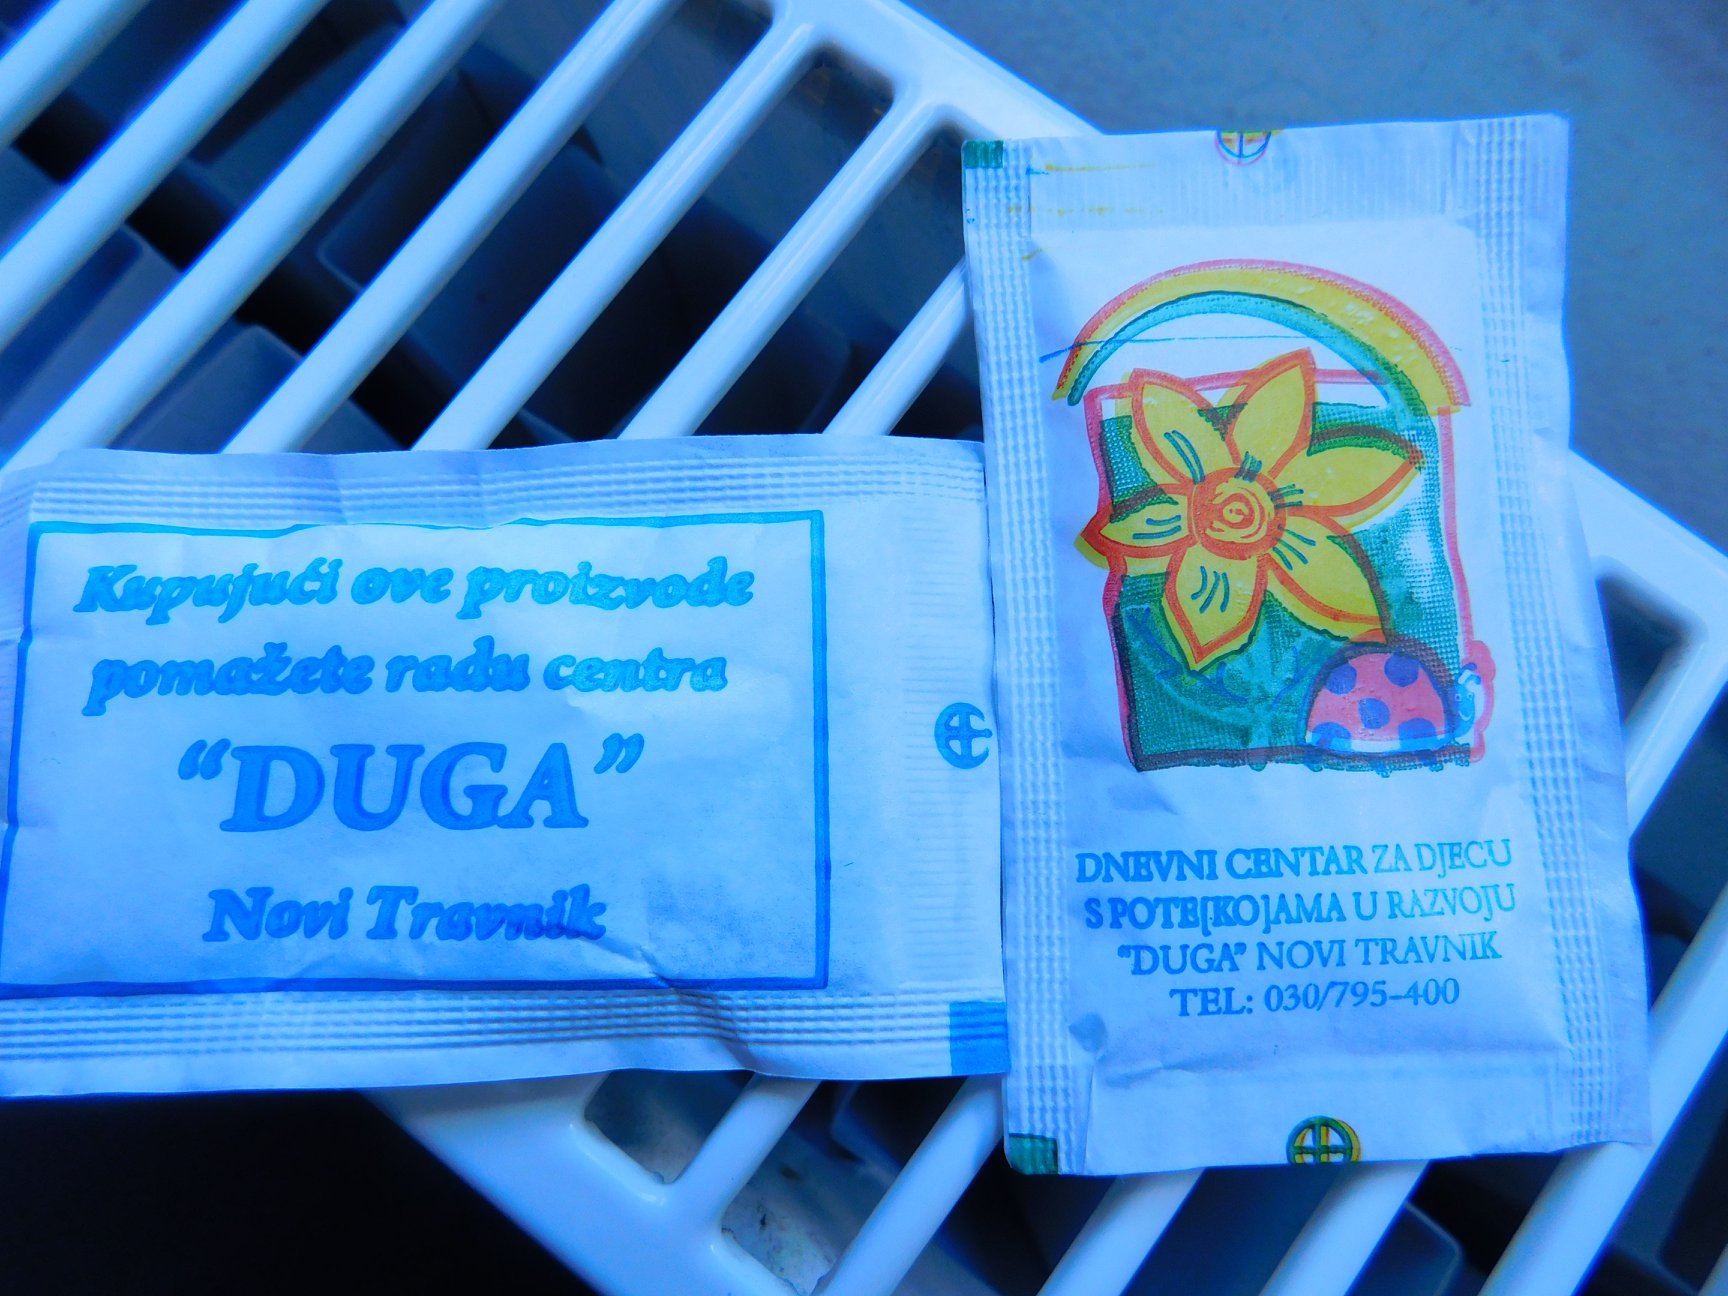 Kupujući ove proizvode
pomažete radu centra
“DUGA”
Novi Travnik
DNEVNI CENTAR ZA DJECU
S POTE[KO]AMA U RAZVOJU
“DUGA” NOVI TRAVNIK
TEL: 030/795-400